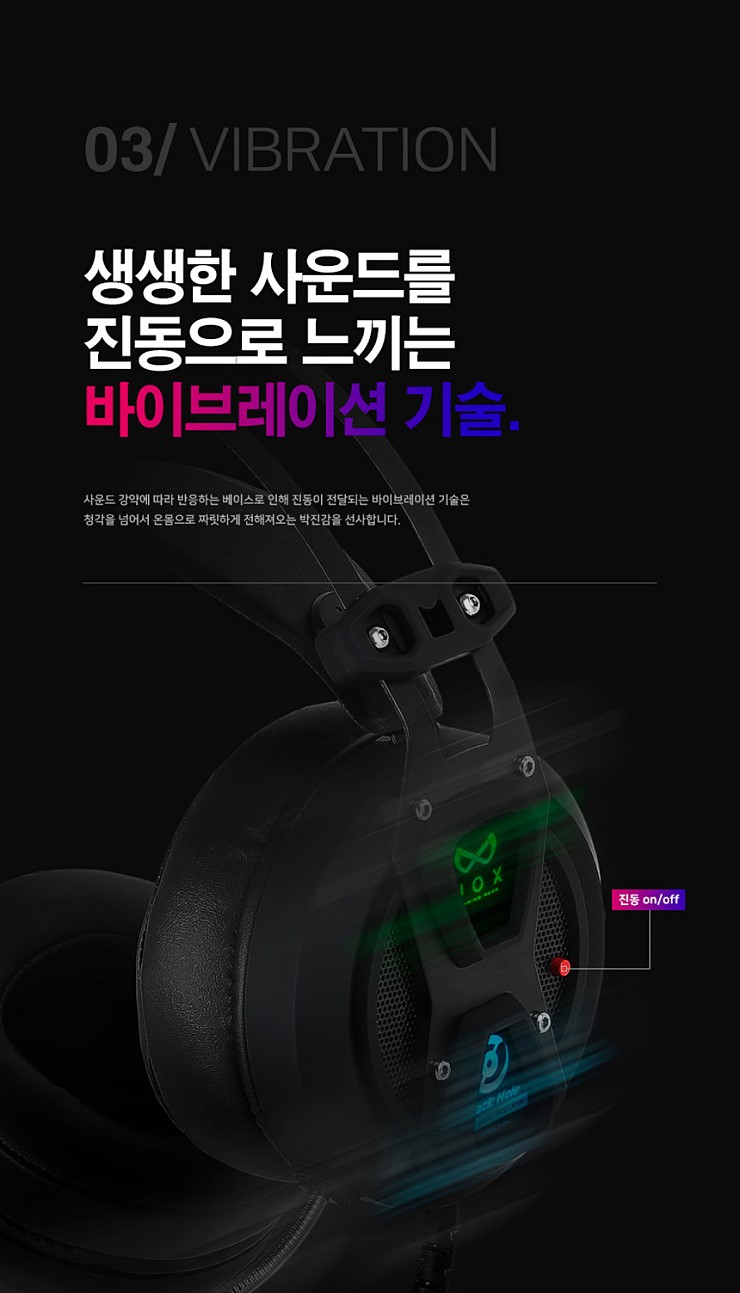 03/ VIBRATION
생생한 사운드를
진동으로 느끼는
바이브레이션 기술.
사운드 강약에 따라 반응하는 베이스로 인해 진동이 전달되는 바이브레이션 기술은
청각을 넘어서 온몸으로 짜릿하게 전해져오는 박진감을 선사합니다.
IOX
진동 on/off
ack Hole